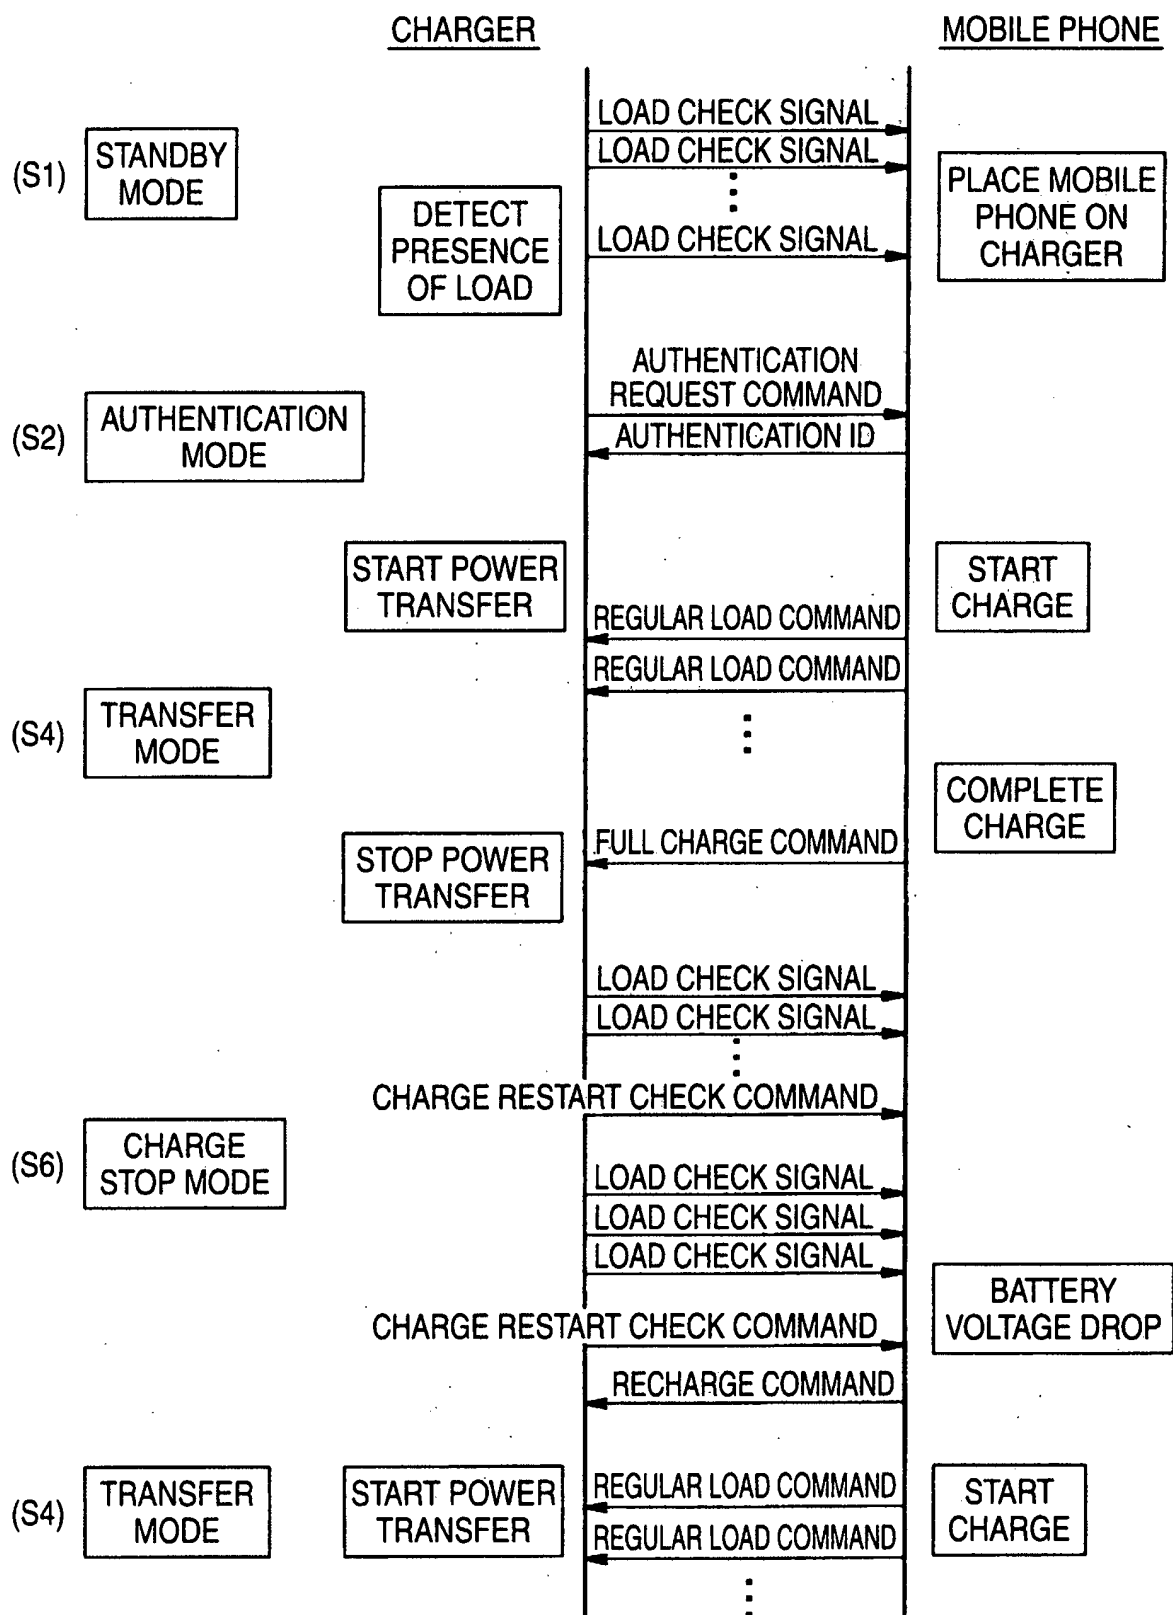 CHARGER
MOBILE PHONE
LOAD CHECK SIGNAL
LOAD CHECK SIGNAL
(S1)
STANDBY
MODE
PLACE MOBILE
PHONE ON
CHARGER
DETECT
PRESENCE
OF LOAD
LOAD CHECK SIGNAL
AUTHENTICATION
REQUEST COMMAND
(S2)
AUTHENTICATION
MODE
AUTHENTICATION ID
START POWER
TRANSFER
START
CHARGE
REGULAR LOAD COMMAND
REGULAR LOAD COMMAND
(S4)
TRANSFER
MODE
COMPLETE
CHARGE
FULL CHARGE COMMAND
STOP POWER
TRANSFER
LOAD CHECK SIGNAL
LOAD CHECK SIGNAL
CHARGE RESTART CHECK COMMAND
(S6)
CHARGE
STOP MODE
LOAD CHECK SIGNAL
LOAD CHECK SIGNAL
LOAD CHECK SIGNAL
BATTERY
VOLTAGE DROP
CHARGE RESTART CHECK COMMAND
RECHARGE COMMAND
(S4)
TRANSFER
MODE
START POWER
TRANSFER
REGULAR LOAD COMMAND
REGULAR LOAD COMMAND
START
CHARGE